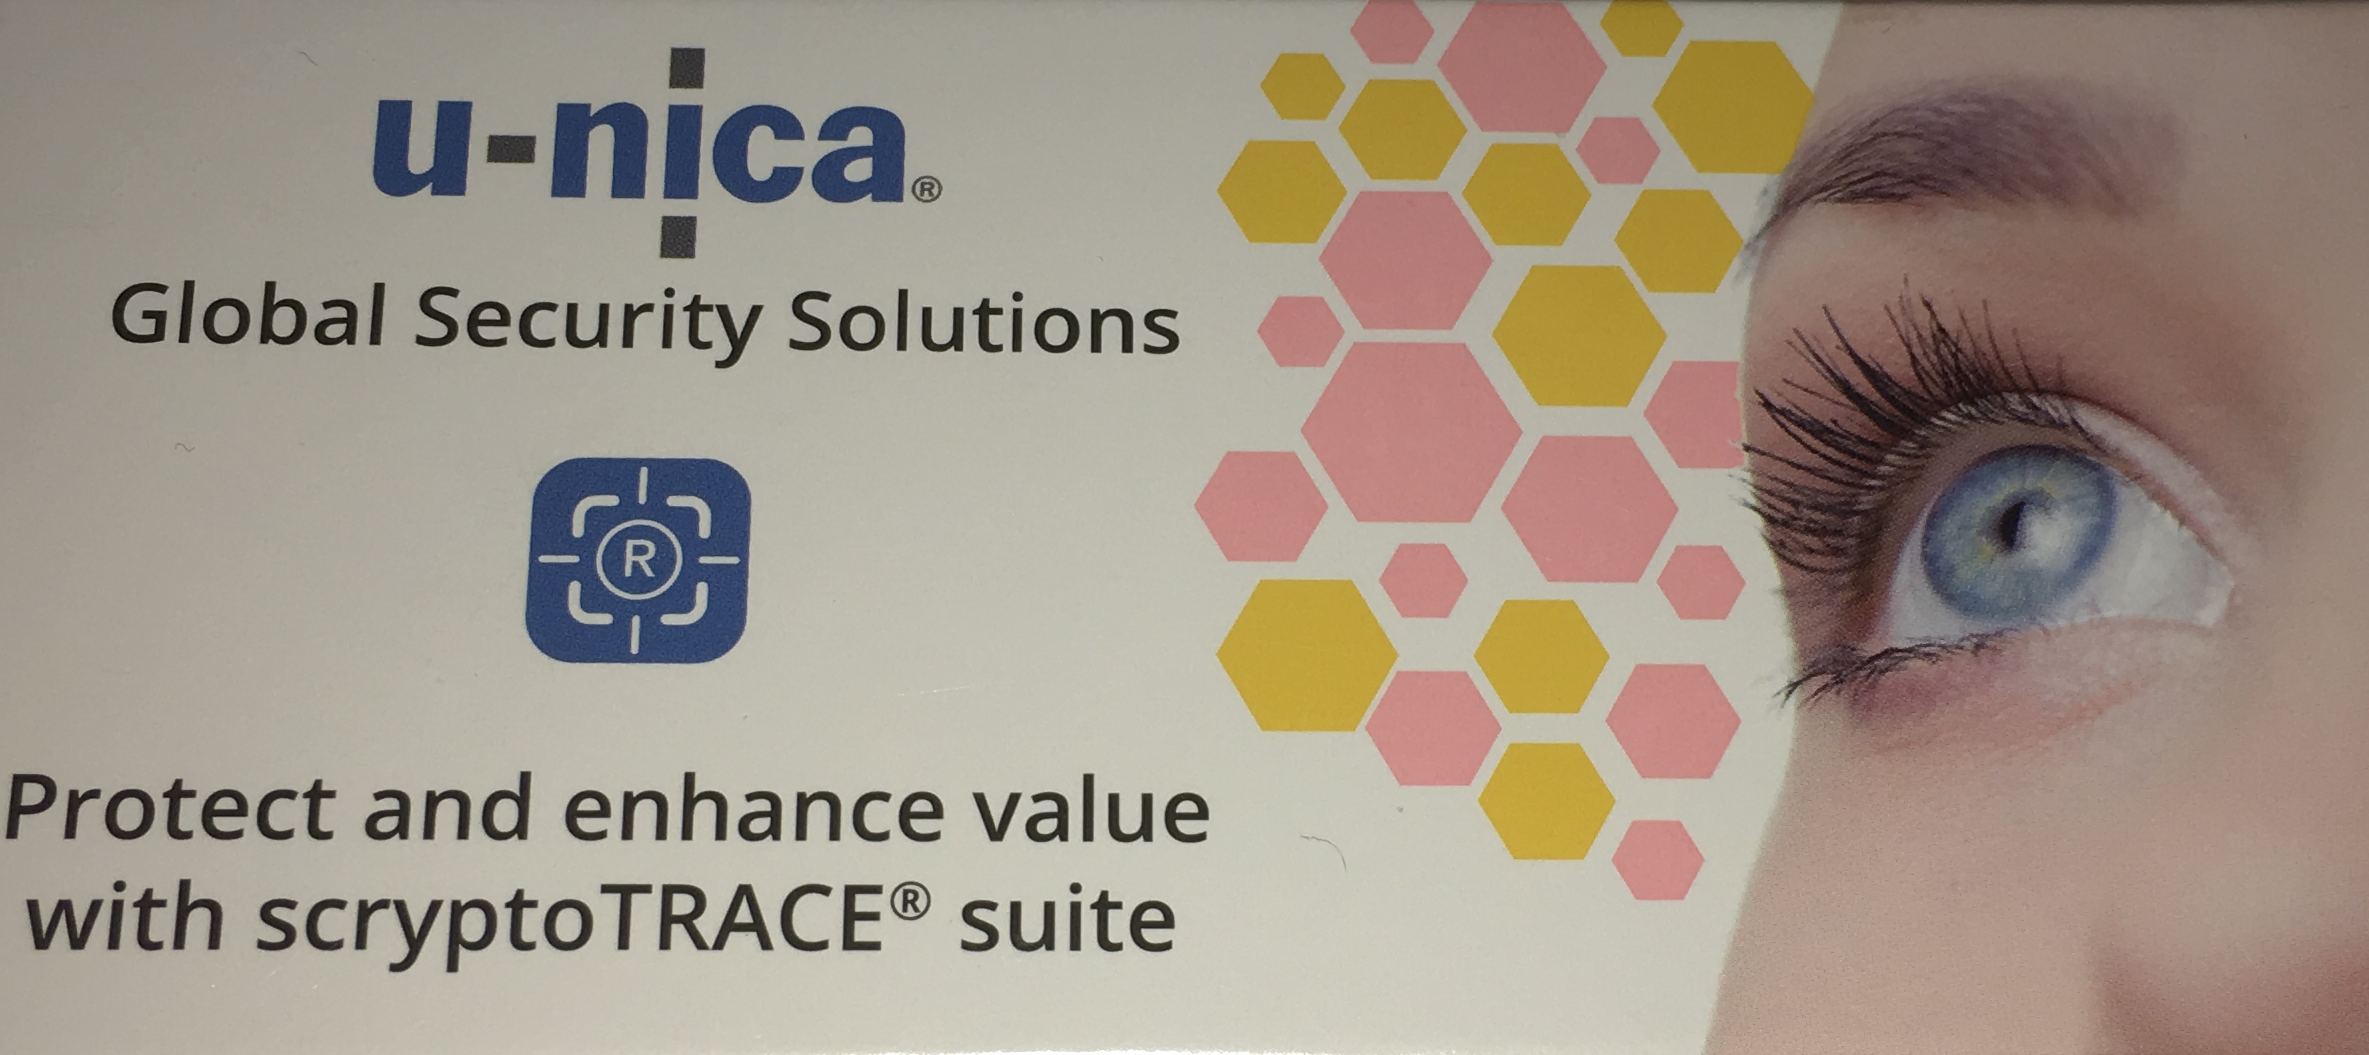 u-nica®
Global Security Solutions
R
Protect and enhance value
with scryptoTRACE® suite